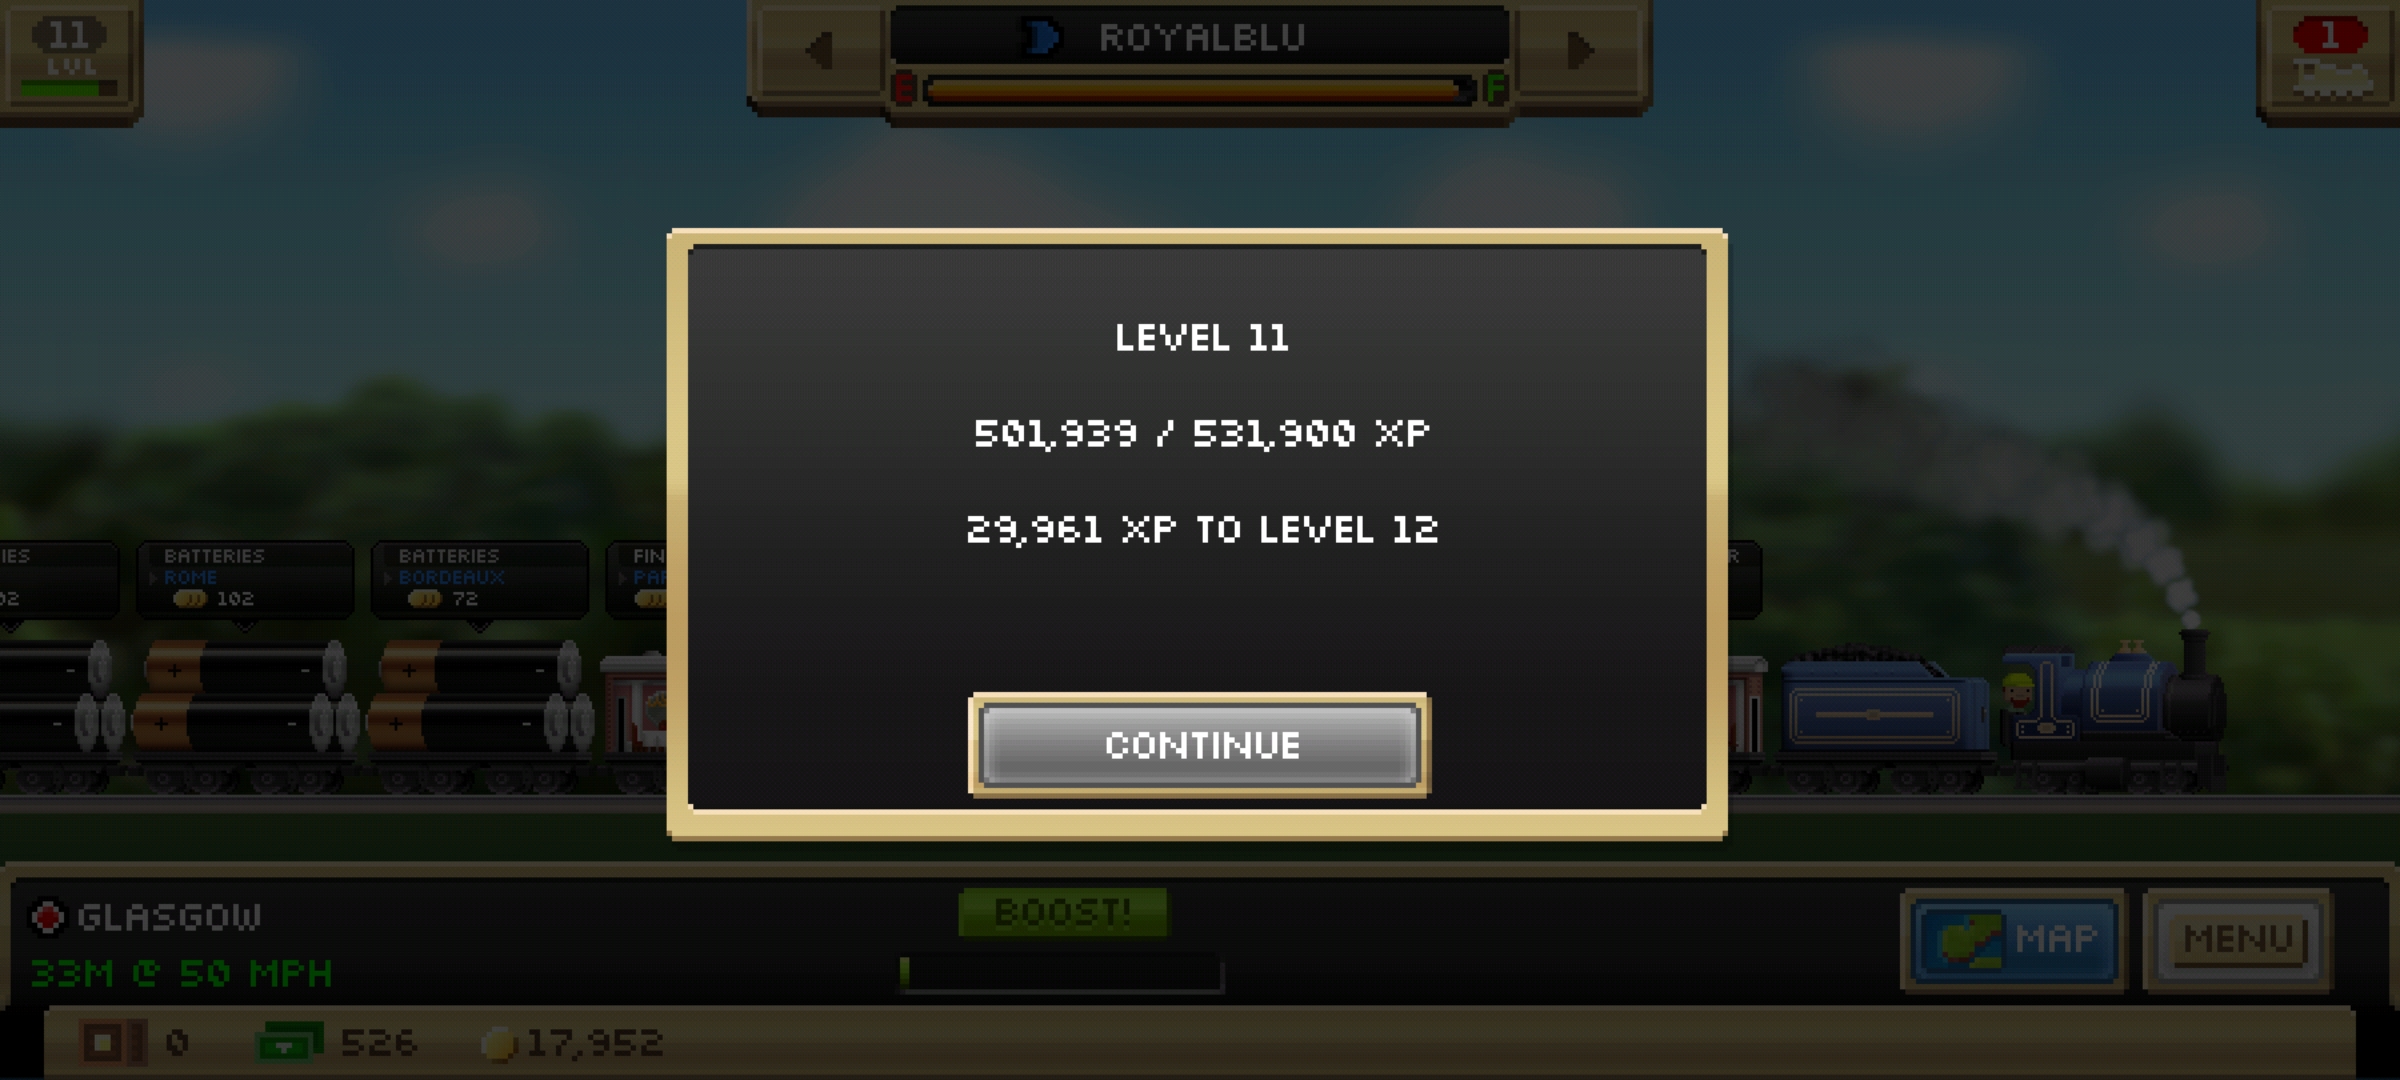 11
LVL
ROYALBLU
E
F
1
LEVEL 11
501,939 / 531,900 XP
29,961 XP TO LEVEL 12
CONTINUE
BATTERIES
ROME
102
BATTERIES
BORDEAUX
72
GLASGOW
33M @ 50 MPH
BOOST!
MAP
MENU
0
526
17,952